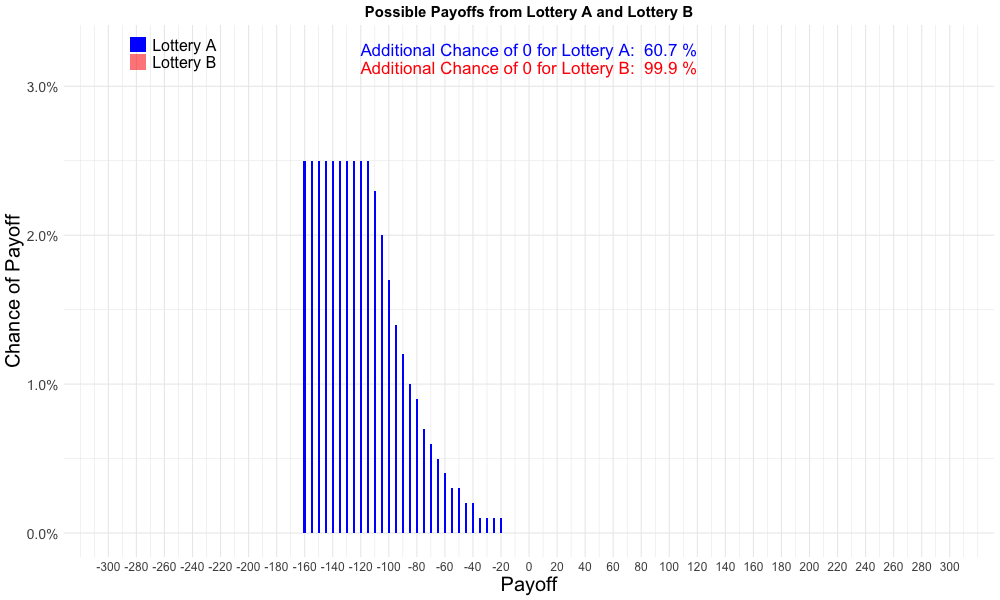 Possible Payoffs from Lottery A and Lottery B
Lottery A
Lottery B
Additional Chance of 0 for Lottery A: 60.7 %
Additional Chance of 0 for Lottery B: 99.9 %
Chance of Payoff
3.0%
2.0%
1.0%
0.0%
-300 -280 -260 -240 -220 -200 -180 -160 -140 -120 -100 -80 -60 -40 -20 0 20 40 60 80 100 120 140 160 180 200 220 240 260 280 300
Payoff